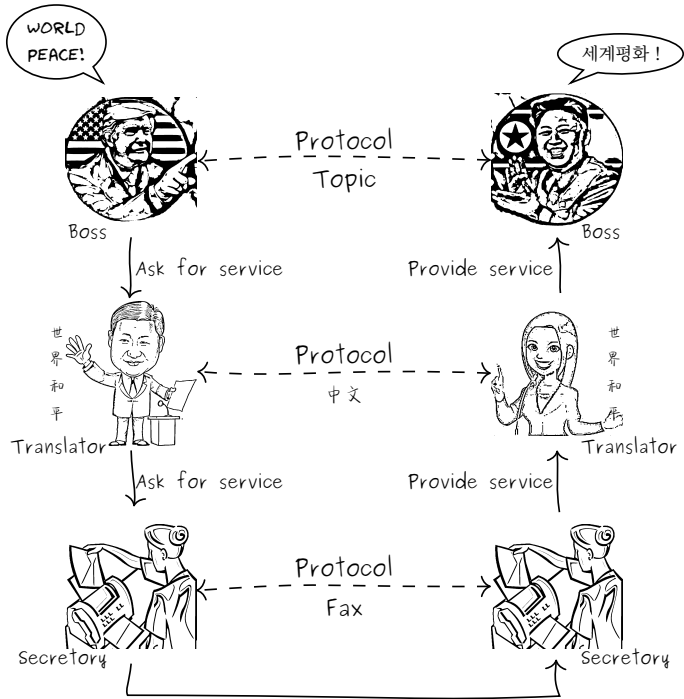 WORLD
PEACE!
세계평화 !
Protocol
Topic
Boss
Boss
Ask for service
Provide service
世
界
和
平
世
界
和
平
Protocol
中文
Translator
Translator
Ask for service
Provide service
Protocol
Fax
Secretory
Secretory